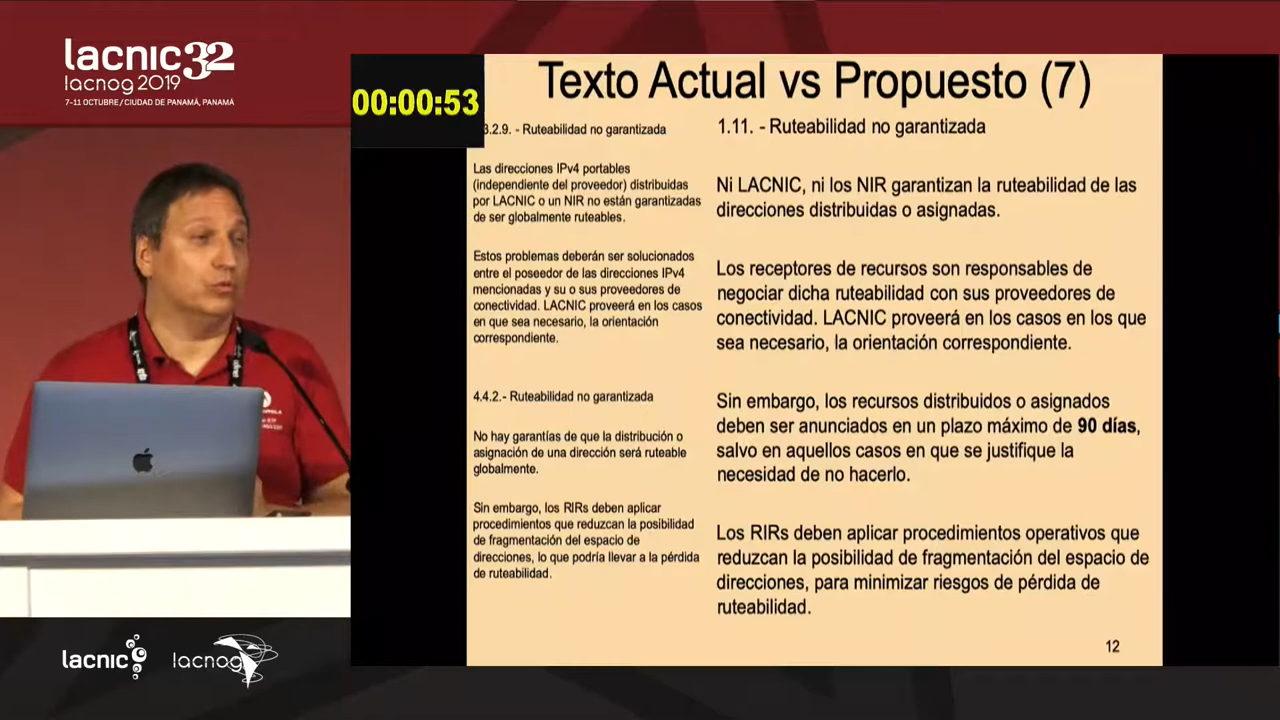 lacnic32
lacnog 2019
7-11 OCTUBRE / CIUDAD DE PANAMÁ, PANAMÁ
00:00:53
Texto Actual vs Propuesto (7)
3.2.9. - Ruteabilidad no garantizada
Las direcciones IPv4 portables
(independiente del proveedor) distribuidas
por LACNIC o un NIR no están garantizadas
de ser globalmente ruteables.
Estos problemas deberán ser solucionados
entre el poseedor de las direcciones IPv4
mencionadas y su o sus proveedores de
conectividad. LACNIC proveerá en los casos
en que sea necesario, la orientación
correspondiente.
4.4.2.- Ruteabilidad no garantizada
No hay garantías de que la distribución o
asignación de una dirección será ruteable
globalmente.
Sin embargo, los RIRs deben aplicar
procedimientos que reduzcan la posibilidad
de fragmentación del espacio de
direcciones, lo que podría llevar a la pérdida
de ruteabilidad.
1.11. - Ruteabilidad no garantizada
Ni LACNIC, ni los NIR garantizan la ruteabilidad de las
direcciones distribuidas o asignadas.
Los receptores de recursos son responsables de
negociar dicha ruteabilidad con sus proveedores de
conectividad. LACNIC proveerá en los casos en los que
sea necesario, la orientación correspondiente.
Sin embargo, los recursos distribuidos o asignados
deben ser anunciados en un plazo máximo de 90 días,
salvo en aquellos casos en que se justifique la
necesidad de no hacerlo.
Los RIRs deben aplicar procedimientos operativos que
reduzcan la posibilidad de fragmentación del espacio de
direcciones, para minimizar riesgos de pérdida de
ruteabilidad.
12
lacnic
lacnog